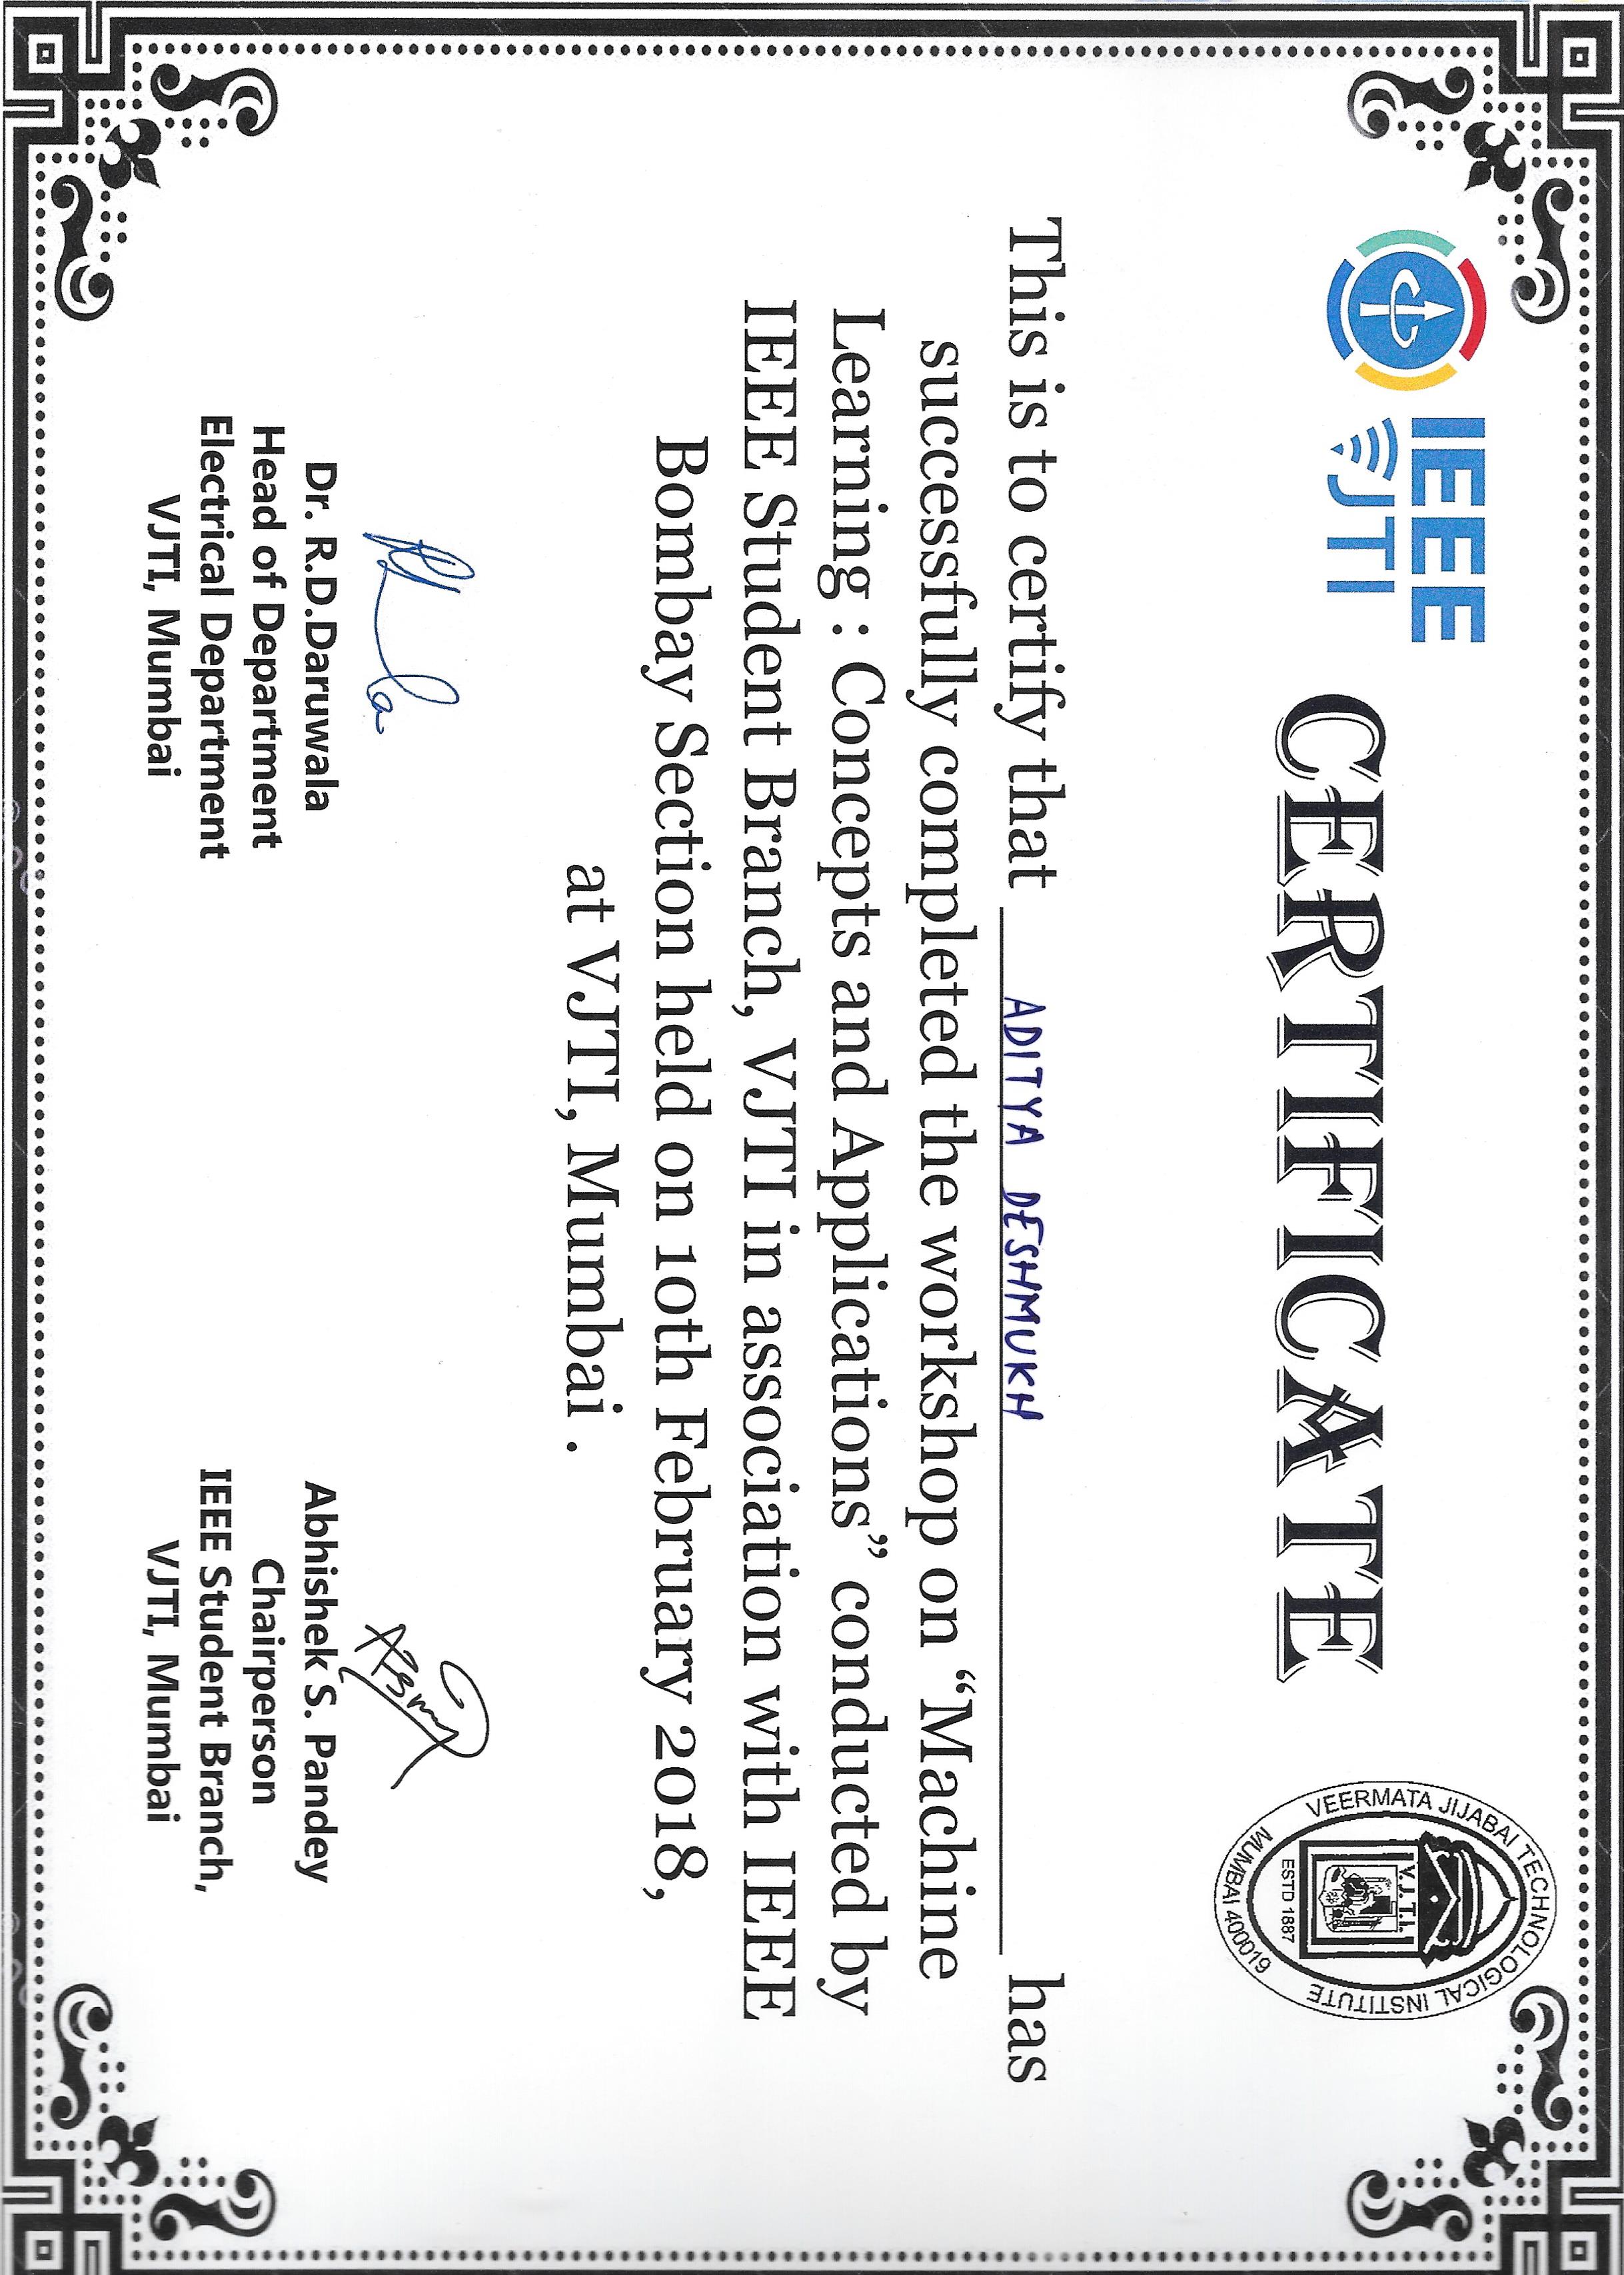 IEEE
VJTI
VEERMATA JIJABAI TECHNOLOGICAL INSTITUTE
V.J.T.I.
ESTD 1887
MUMBAI 400019
CERTIFICATE
This is to certify that ADITYA DESHMUKH has
successfully completed the workshop on “Machine
Learning : Concepts and Applications” conducted by
IEEE Student Branch, VJTI in association with IEEE
Bombay Section held on 10th February 2018,
at VJTI, Mumbai .
Dr. R.D.Daruwala
Head of Department
Electrical Department
VJTI, Mumbai
Abhishek S. Pandey
Chairperson
IEEE Student Branch,
VJTI, Mumbai